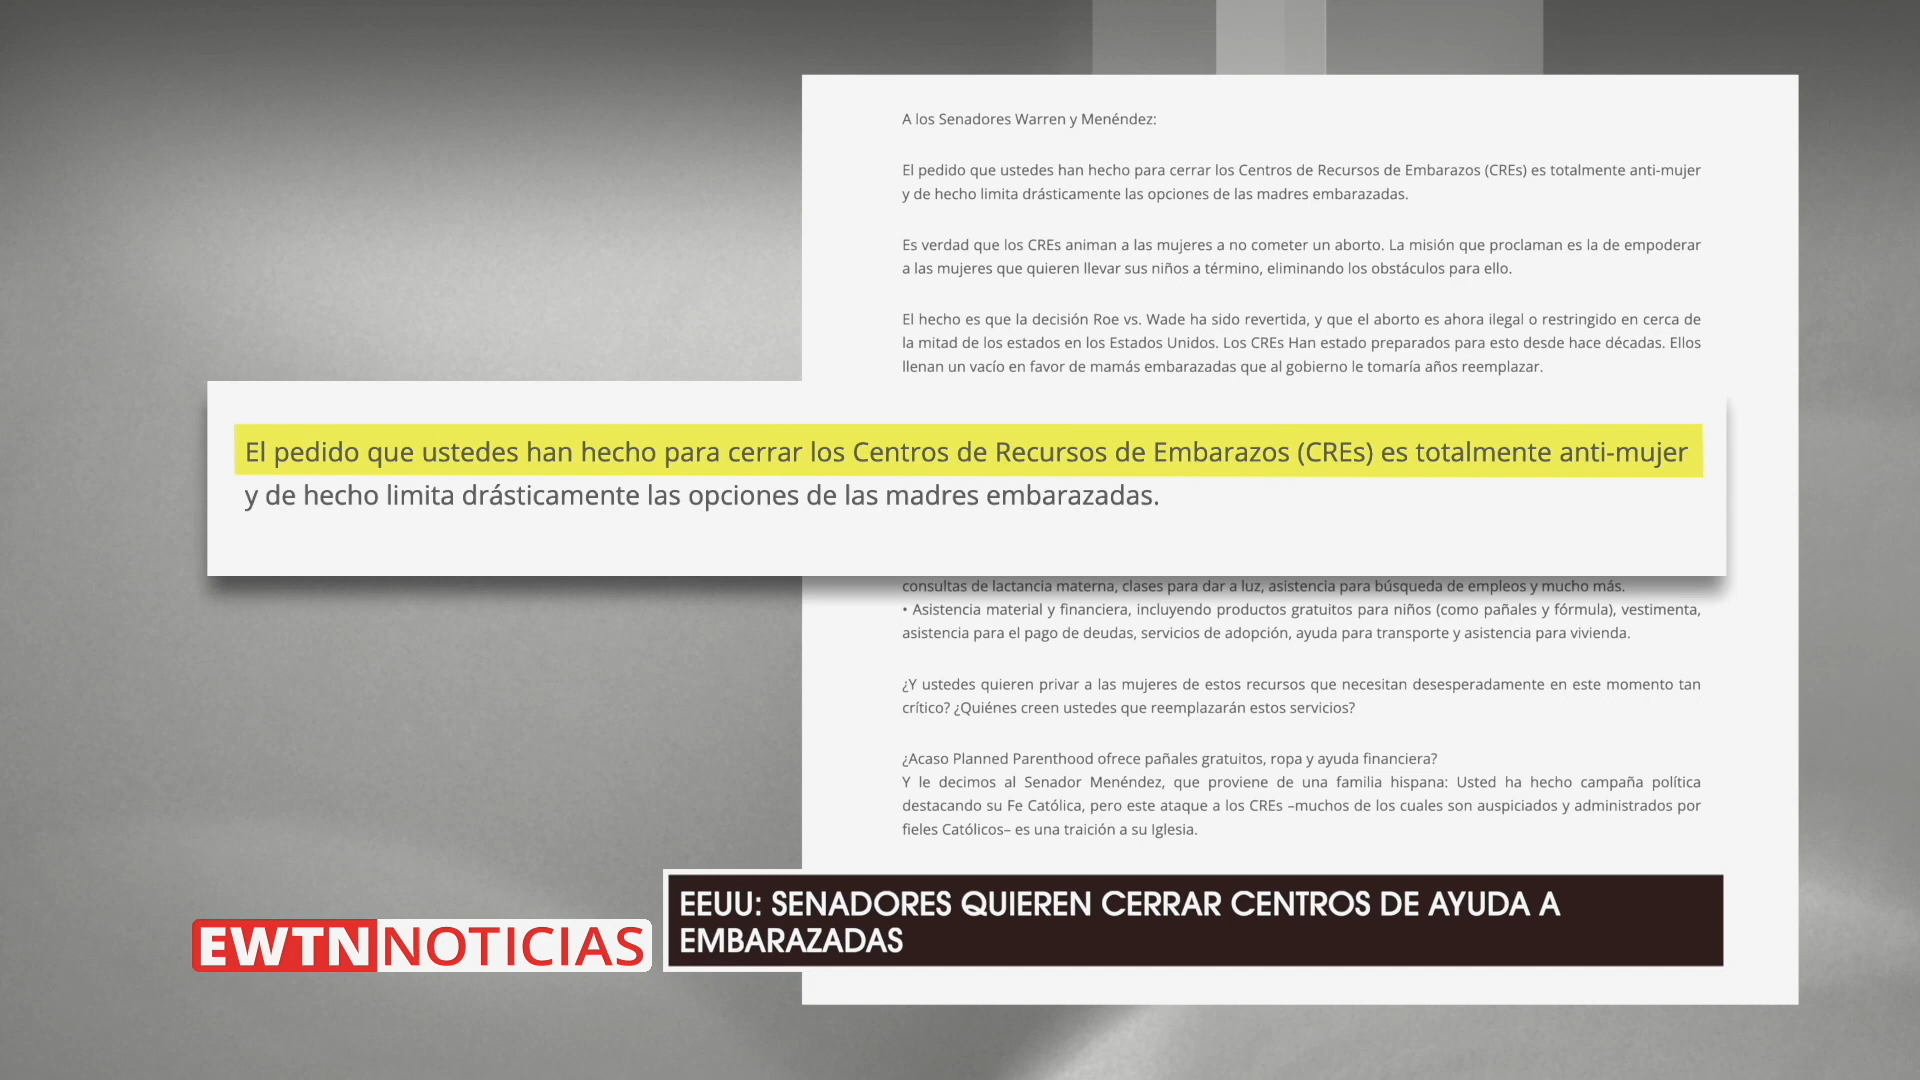 A los Senadores Warren y Menéndez:
El pedido que ustedes han hecho para cerrar los Centros de Recursos de Embarazos (CREs) es totalmente anti-mujer
y de hecho limita drásticamente las opciones de las madres embarazadas.
Es verdad que los CREs animan a las mujeres a no cometer un aborto. La misión que proclaman es la de empoderar
a las mujeres que quieren llevar sus niños a término, eliminando los obstáculos para ello.
El hecho es que la decisión Roe vs. Wade ha sido revertida, y que el aborto es ahora ilegal o restringido en cerca de
la mitad de los estados en los Estados Unidos. Los CREs Han estado preparados para esto desde hace décadas. Ellos
llenan un vacío en favor de mamás embarazadas que al gobierno le tomaría años reemplazar.
El pedido que ustedes han hecho para cerrar los Centros de Recursos de Embarazos (CREs) es totalmente anti-mujer
y de hecho limita drásticamente las opciones de las madres embarazadas.
consultas de lactancia materna, clases para dar a luz, asistencia para búsqueda de empleos y mucho más.
• Asistencia material y financiera, incluyendo productos gratuitos para niños (como pañales y fórmula), vestimenta,
asistencia para el pago de deudas, servicios de adopción, ayuda para transporte y asistencia para vivienda.
¿Y ustedes quieren privar a las mujeres de estos recursos que necesitan desesperadamente en este momento tan
crítico? ¿Quiénes creen ustedes que reemplazarán estos servicios?
¿Acaso Planned Parenthood ofrece pañales gratuitos, ropa y ayuda financiera?
Y le decimos al Senador Menéndez, que proviene de una familia hispana: Usted ha hecho campaña política
destacando su Fe Católica, pero este ataque a los CREs –muchos de los cuales son auspiciados y administrados por
fieles Católicos– es una traición a su Iglesia.
EEUU: SENADORES QUIEREN CERRAR CENTROS DE AYUDA A
EMBARAZADAS
EWTN NOTICIAS